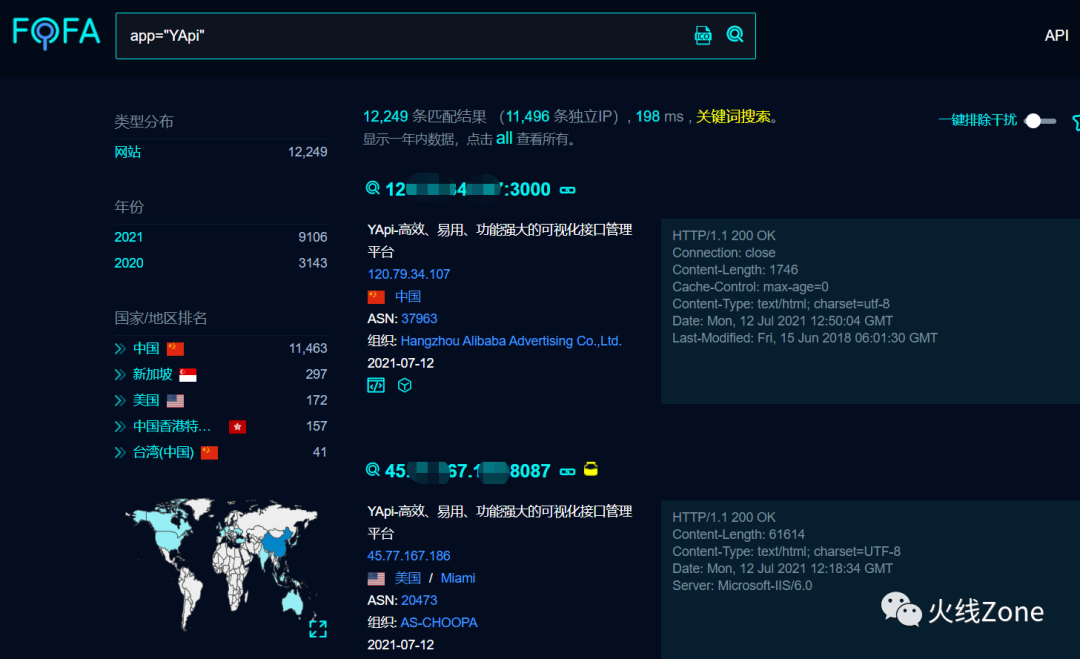 FOFA
app="YApi"
ICO
API
类型分布
网站 12,249
年份
2021 9106
2020 3143
国家/地区排名
中国 11,463
新加坡 297
美国 172
中国香港特... 157
台湾(中国) 41
12,249 条匹配结果 （11,496 条独立IP）, 198 ms , 关键词搜索。
显示一年内数据，点击 all 查看所有。
一键排除干扰
:3000
YApi-高效、易用、功能强大的可视化接口管理
平台
120.79.34.107
中国
ASN: 37963
组织: Hangzhou Alibaba Advertising Co.,Ltd.
2021-07-12
HTTP/1.1 200 OK
Connection: close
Content-Length: 1746
Cache-Control: max-age=0
Content-Type: text/html; charset=utf-8
Date: Mon, 12 Jul 2021 12:50:04 GMT
Last-Modified: Fri, 15 Jun 2018 06:01:30 GMT
45. 67.1 8087
YApi-高效、易用、功能强大的可视化接口管理
平台
45.77.167.186
美国 / Miami
ASN: 20473
组织: AS-CHOOPA
2021-07-12
HTTP/1.1 200 OK
Content-Length: 61614
Content-Type: text/html; charset=UTF-8
Date: Mon, 12 Jul 2021 12:18:34 GMT
Server: Microsoft-IIS/6.0
火线Zone